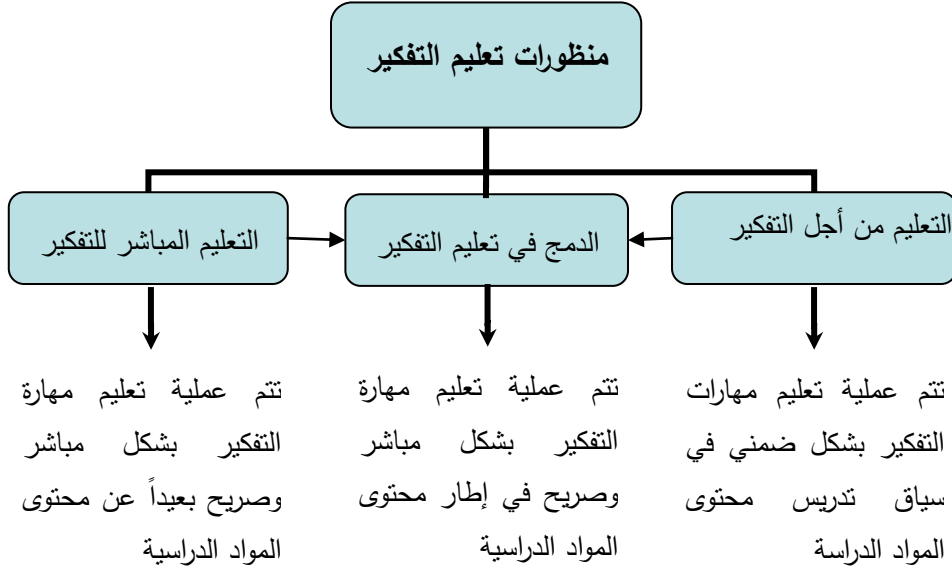 منظورات تعليم التفكير
التعليم من أجل التفكير
الدمج في تعليم التفكير
التعليم المباشر للتفكير
تتم عملية تعليم مهارات
التفكير بشكل ضمني في
سياق تدريس محتوى
المواد الدراسة
تتم عملية تعليم مهارة
التفكير بشكل مباشر
وصريح في إطار محتوى
المواد الدراسية
تتم عملية تعليم مهارة
التفكير بشكل مباشر
وصريح بعيداً عن محتوى
المواد الدراسية